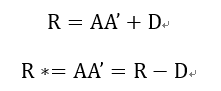 R = AA’ + D↵
R ∗= AA’ = R − D↵